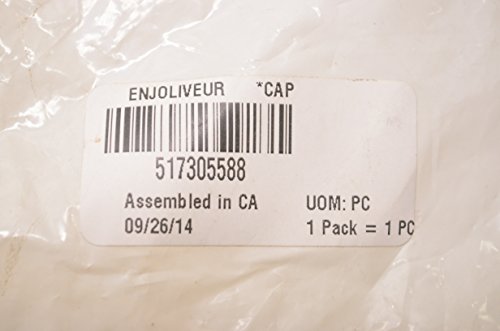 ENJOLIVEUR *CAP
517305588
Assembled in CA UOM: PC
09/26/14 1 Pack = 1 PC